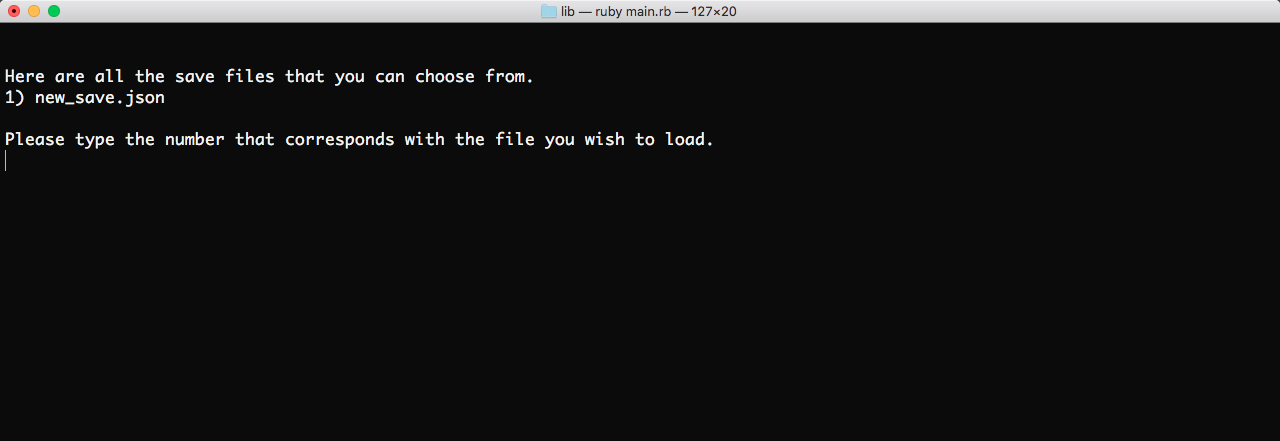 lib — ruby main.rb — 127×20
Here are all the save files that you can choose from.
1) new_save.json
Please type the number that corresponds with the file you wish to load.